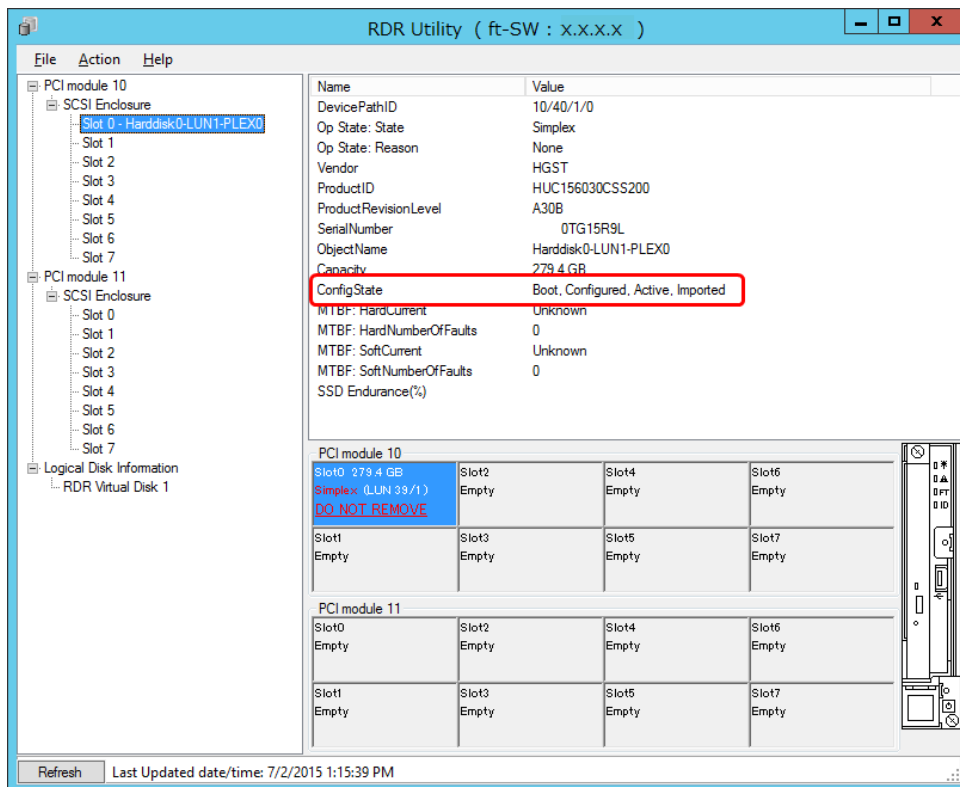 RDR Utility ( ft-SW : x.x.x.x )
File Action Help
PCI module 10
SCSI Enclosure
Slot 0 - Harddisk0-LUN1-PLEX0
Slot 1
Slot 2
Slot 3
Slot 4
Slot 5
Slot 6
Slot 7
PCI module 11
SCSI Enclosure
Slot 0
Slot 1
Slot 2
Slot 3
Slot 4
Slot 5
Slot 6
Slot 7
Logical Disk Information
RDR Virtual Disk 1
Name Value
DevicePathID 10/40/1/0
Op State: State Simplex
Op State: Reason None
Vendor HGST
ProductID HUC156030CSS200
ProductRevisionLevel A30B
SerialNumber 0TG15R9L
ObjectName Harddisk0-LUN1-PLEX0
Capacity 279.4 GB
ConfigState Boot, Configured, Active, Imported
MTBF: HardCurrent Unknown
MTBF: HardNumberOfFaults 0
MTBF: SoftCurrent Unknown
MTBF: SoftNumberOfFaults 0
SSD Endurance(%)
PCI module 10
Slot0 279.4 GB Slot2 Slot4 Slot6
Simplex (LUN 39/1) Empty Empty Empty
DO NOT REMOVE
Slot1 Slot3 Slot5 Slot7
Empty Empty Empty Empty
PCI module 11
Slot0 Slot2 Slot4 Slot6
Empty Empty Empty Empty
Slot1 Slot3 Slot5 Slot7
Empty Empty Empty Empty
FT
ID
Refresh Last Updated date/time: 7/2/2015 1:15:39 PM